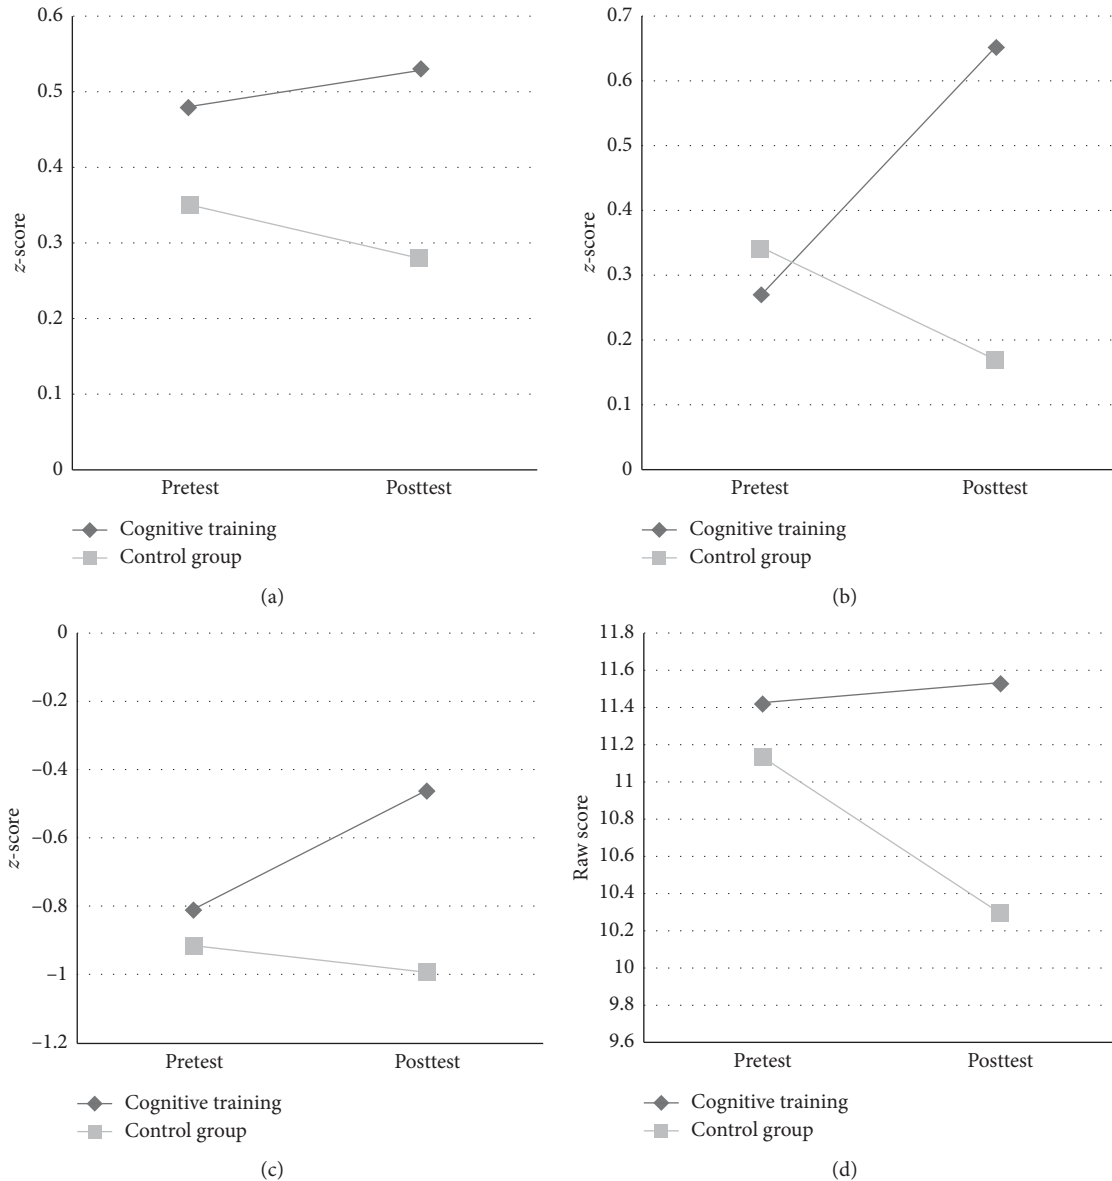 0.6
0.5
0.4
0.3
0.2
0.1
0
z-score
Pretest
Posttest
Cognitive training
Control group
(a)
0.7
0.6
0.5
0.4
0.3
0.2
0.1
0
z-score
Pretest
Posttest
Cognitive training
Control group
(b)
0
–0.2
–0.4
–0.6
–0.8
–1
–1.2
z-score
Pretest
Posttest
Cognitive training
Control group
(c)
11.8
11.6
11.4
11.2
11
10.8
10.6
10.4
10.2
10
9.8
9.6
Raw score
Pretest
Posttest
Cognitive training
Control group
(d)